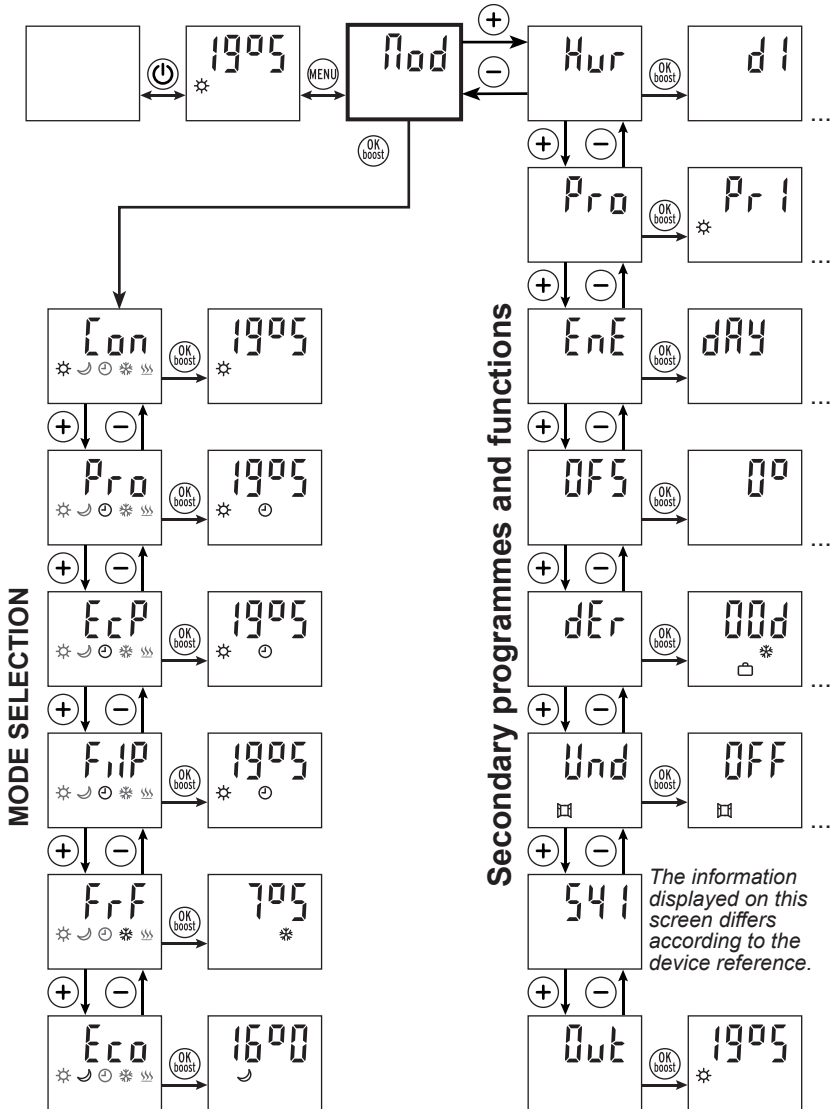 19°5
MENU
Mod
+
-
Hur
OK boost
d1
...
OK boost
+
-
Pro
OK boost
Pr1
...
+
-
MODE SELECTION
Con
OK boost
19°5
+
-
Pro
OK boost
19°5
+
-
EcP
OK boost
19°5
+
-
FilP
OK boost
19°5
+
-
FrF
OK boost
7°5
+
-
Eco
OK boost
16°0
Secondary programmes and functions
EnE
OK boost
dAY
...
+
-
OFS
OK boost
0°
...
+
-
dEr
OK boost
00d
...
+
-
Und
OK boost
OFF
...
+
-
541
The information
displayed on this
screen differs
according to the
device reference.
+
-
Out
OK boost
19°5